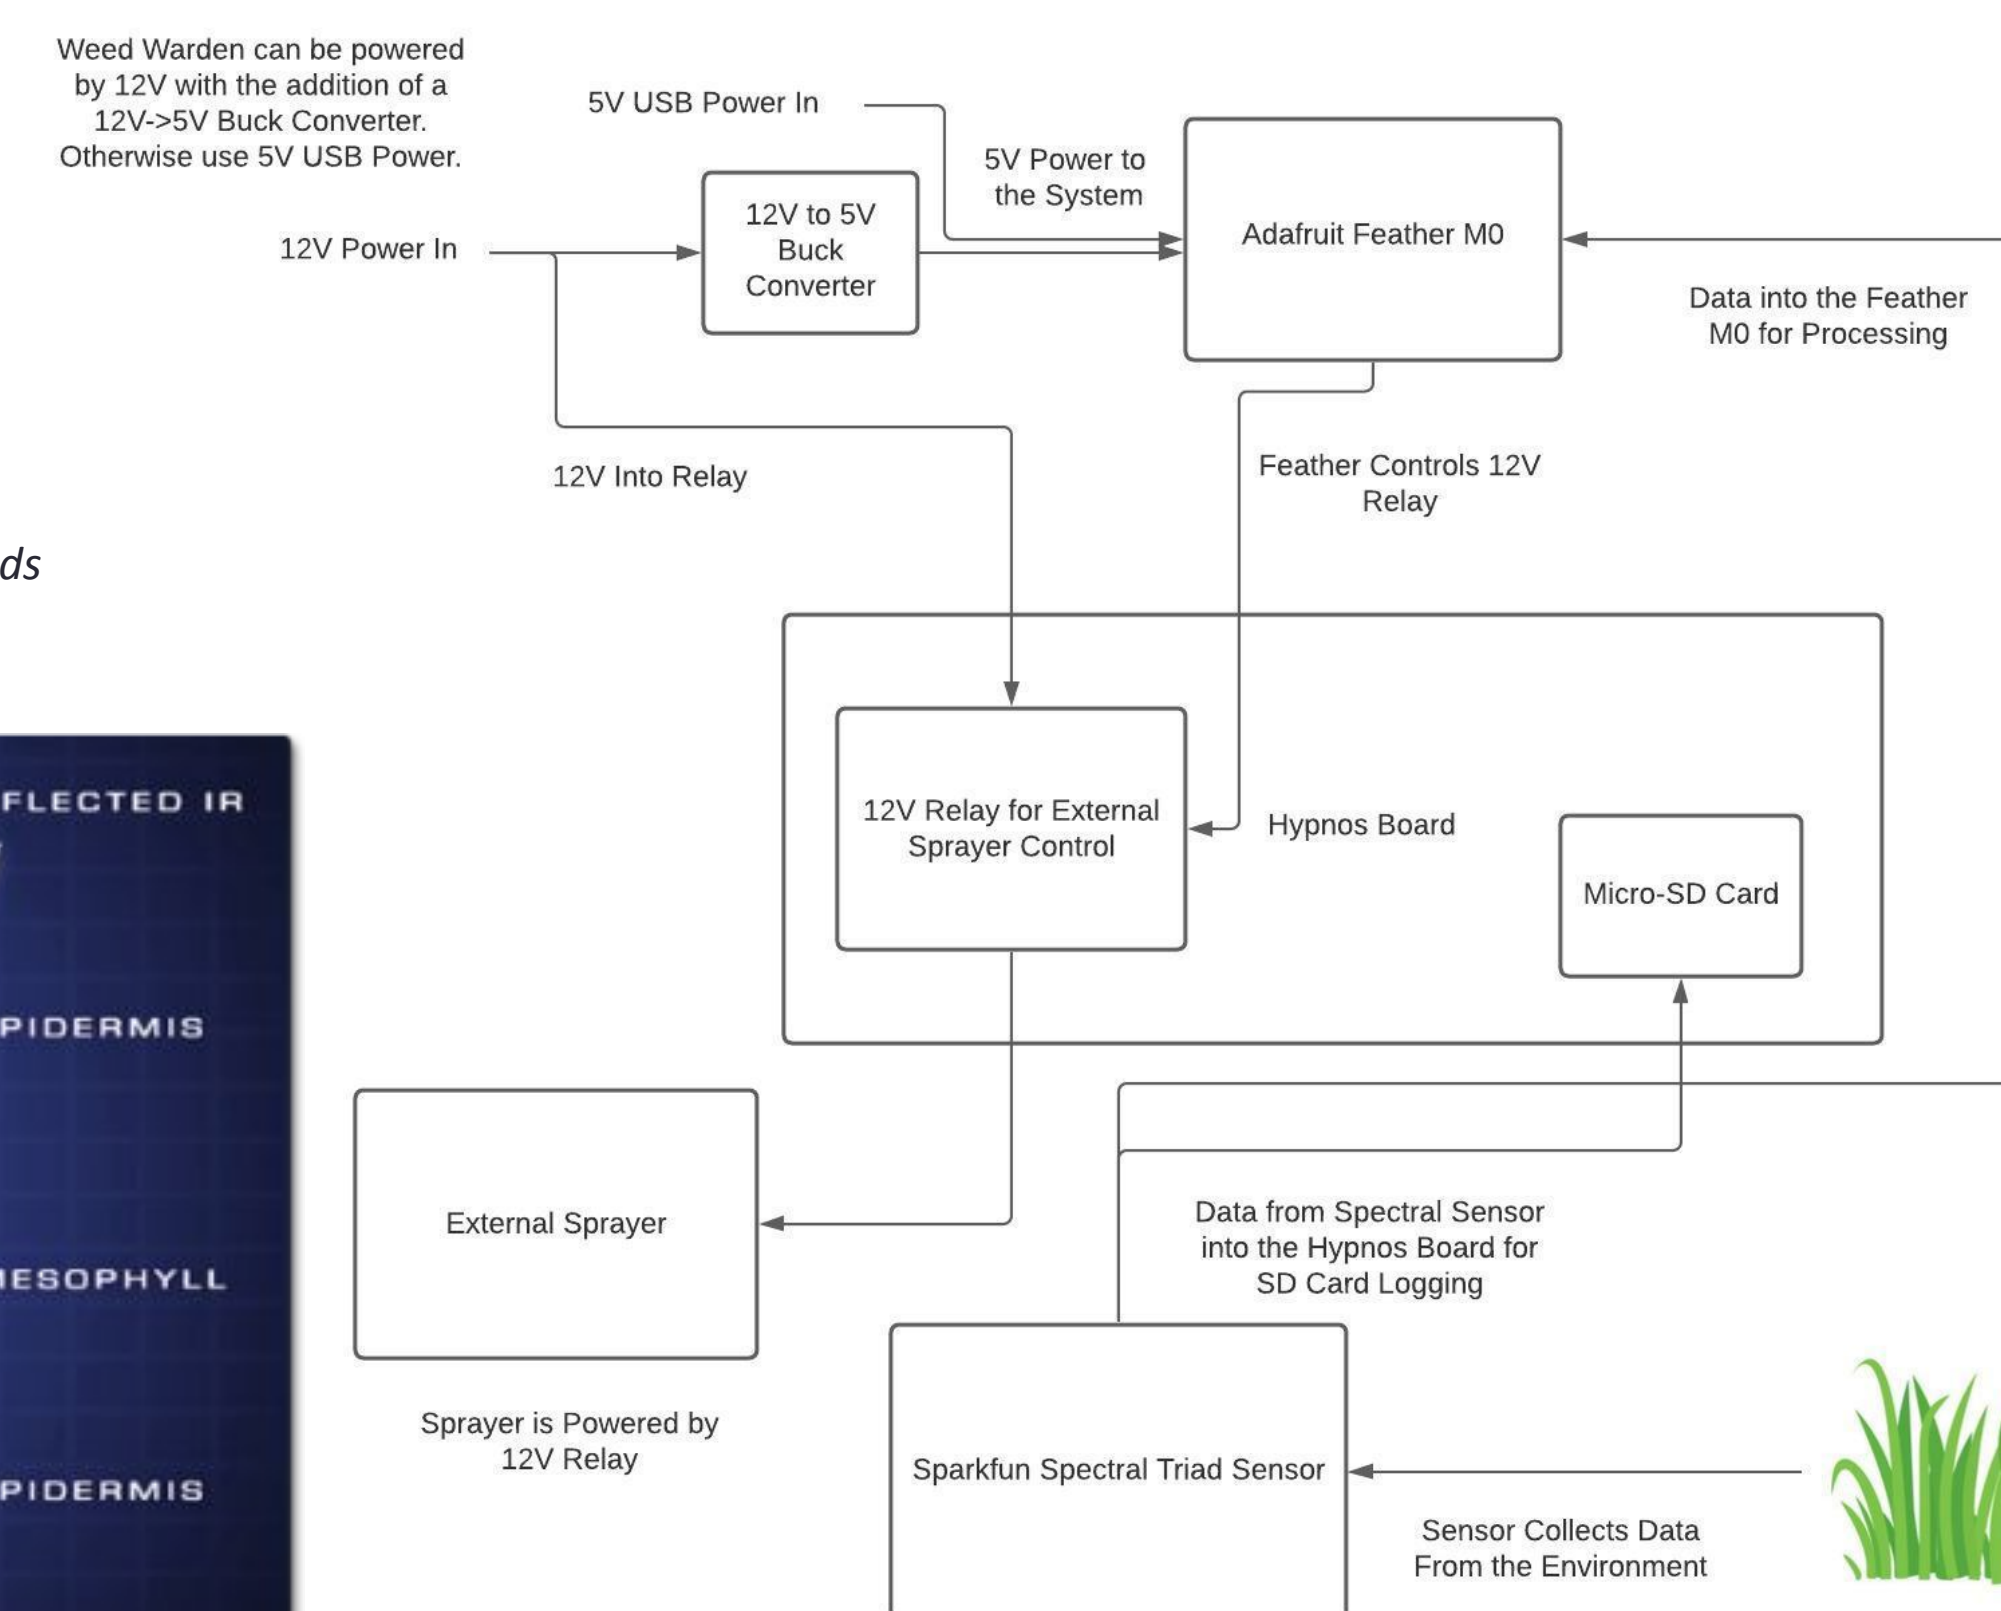 Weed Warden can be powered
by 12V with the addition of a
12V->5V Buck Converter.
Otherwise use 5V USB Power.
5V USB Power In
5V Power to
the System
12V Power In
12V to 5V
Buck
Converter
Adafruit Feather M0
Data into the Feather
M0 for Processing
12V Into Relay
Feather Controls 12V
Relay
ds
12V Relay for External
Sprayer Control
Hypnos Board
Micro-SD Card
FLECTED IR
PIDERMIS
ESOPHYLL
PIDERMIS
External Sprayer
Data from Spectral Sensor
into the Hypnos Board for
SD Card Logging
Sprayer is Powered by
12V Relay
Sparkfun Spectral Triad Sensor
Sensor Collects Data
From the Environment